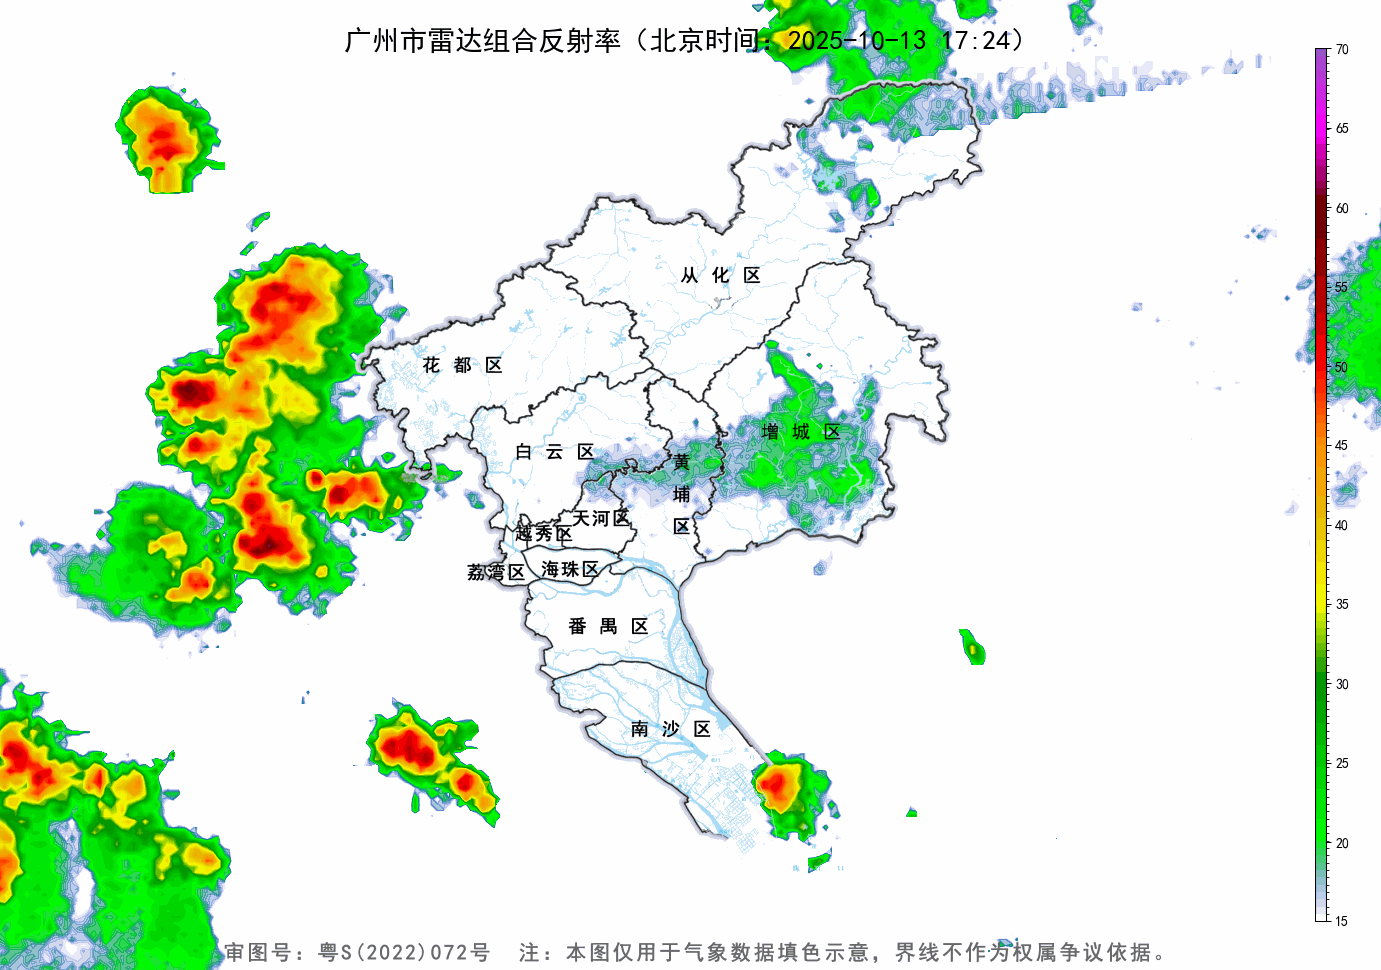 广州市雷达组合反射率（北京时间：2025-10-13 17:24）
70
65
60
55
50
45
40
35
30
25
20
15
从化区
花都区
增城区
白云区
黄埔区
天河区
越秀区
海珠区
荔湾区
番禺区
南沙区
审图号：粤S(2022)072号 注：本图仅用于气象数据填色示意，界线不作为权属争议依据。